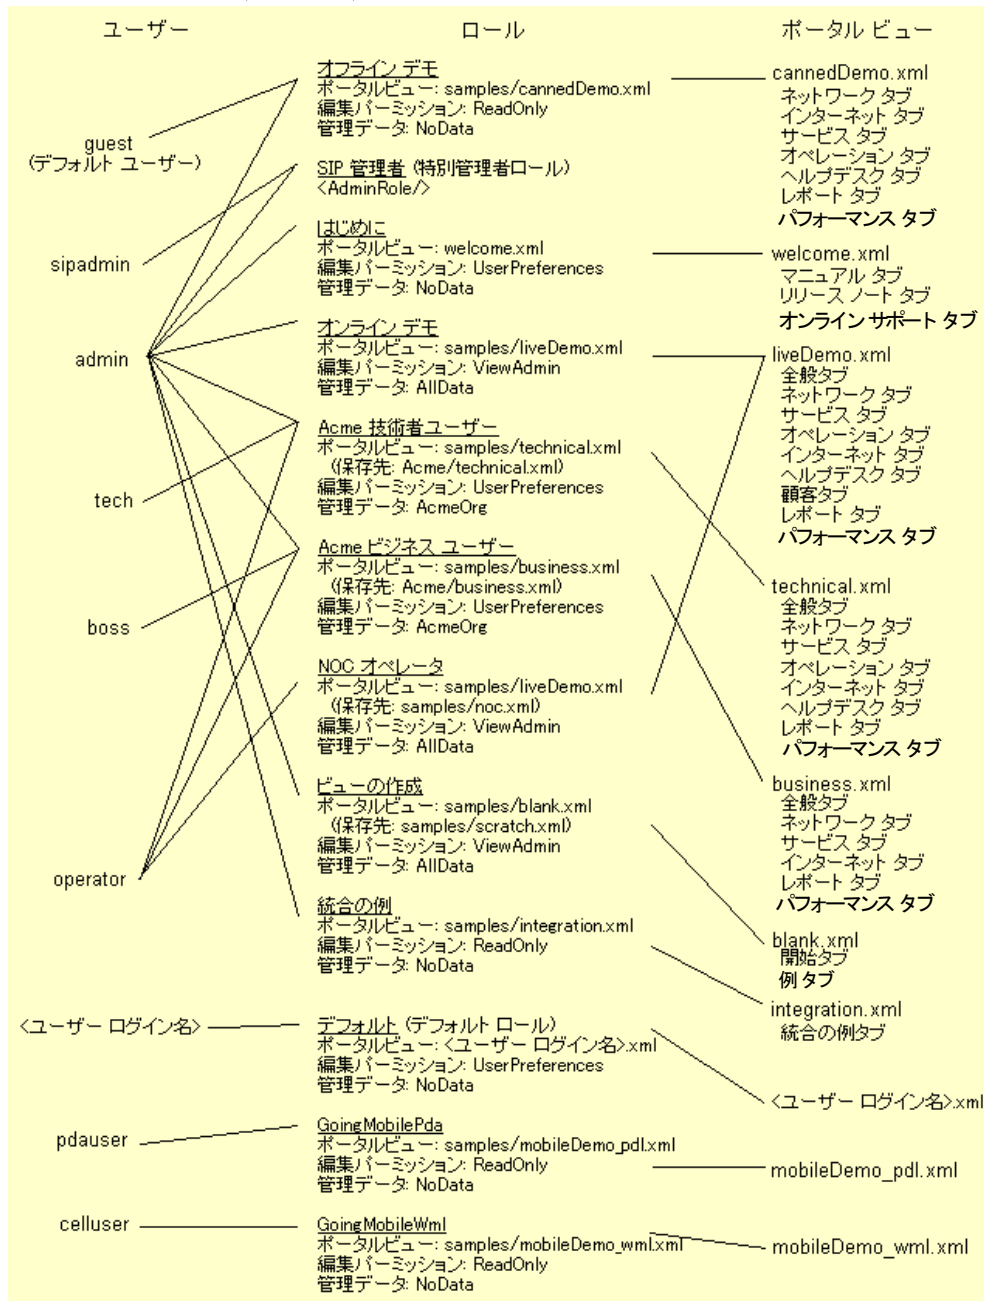 ユーザー
ロール
ポータル ビュー
guest
(デフォルト ユーザー)
sipadmin
admin
tech
boss
operator
<ユーザー ログイン名>
pdauser
celluser
オフライン デモ
ポータルビュー: samples/cannedDemo.xml
編集パーミッション: ReadOnly
管理データ: NoData
SIP 管理者 (特別管理者ロール)
<AdminRole/>
はじめに
ポータルビュー: welcome.xml
編集パーミッション: UserPreferences
管理データ: NoData
オンライン デモ
ポータルビュー: samples/liveDemo.xml
編集パーミッション: ViewAdmin
管理データ: AllData
Acme 技術者ユーザー
ポータルビュー: samples/technical.xml
(保存先: Acme/technical.xml)
編集パーミッション: UserPreferences
管理データ: AcmeOrg
Acme ビジネス ユーザー
ポータルビュー: samples/business.xml
(保存先: Acme/business.xml)
編集パーミッション: UserPreferences
管理データ: AcmeOrg
NOC オペレータ
ポータルビュー: samples/liveDemo.xml
(保存先: samples/noc.xml)
編集パーミッション: ViewAdmin
管理データ: AllData
ビューの作成
ポータルビュー: samples/blank.xml
(保存先: samples/scratch.xml)
編集パーミッション: ViewAdmin
管理データ: AllData
統合の例
ポータルビュー: samples/integration.xml
編集パーミッション: ReadOnly
管理データ: NoData
デフォルト (デフォルト ロール)
ポータルビュー: <ユーザー ログイン名>.xml
編集パーミッション: UserPreferences
管理データ: NoData
GoingMobilePda
ポータルビュー: samples/mobileDemo_pdl.xml
編集パーミッション: ReadOnly
管理データ: NoData
GoingMobileWml
ポータルビュー: samples/mobileDemo_wml.xml
編集パーミッション: ReadOnly
管理データ: NoData
cannedDemo.xml
ネットワーク タブ
インターネット タブ
サービス タブ
オペレーション タブ
ヘルプデスク タブ
レポート タブ
パフォーマンス タブ
welcome.xml
マニュアル タブ
リリース ノート タブ
オンライン サポート タブ
liveDemo.xml
全般タブ
ネットワーク タブ
サービス タブ
オペレーション タブ
インターネット タブ
ヘルプデスク タブ
顧客タブ
レポート タブ
パフォーマンス タブ
technical.xml
全般タブ
ネットワーク タブ
サービス タブ
オペレーション タブ
インターネット タブ
ヘルプデスク タブ
レポート タブ
パフォーマンス タブ
business.xml
全般タブ
ネットワーク タブ
サービス タブ
インターネット タブ
レポート タブ
パフォーマンス タブ
blank.xml
開始タブ
例 タブ
integration.xml
統合の例タブ
<ユーザー ログイン名>.xml
mobileDemo_pdl.xml
mobileDemo_wml.xml